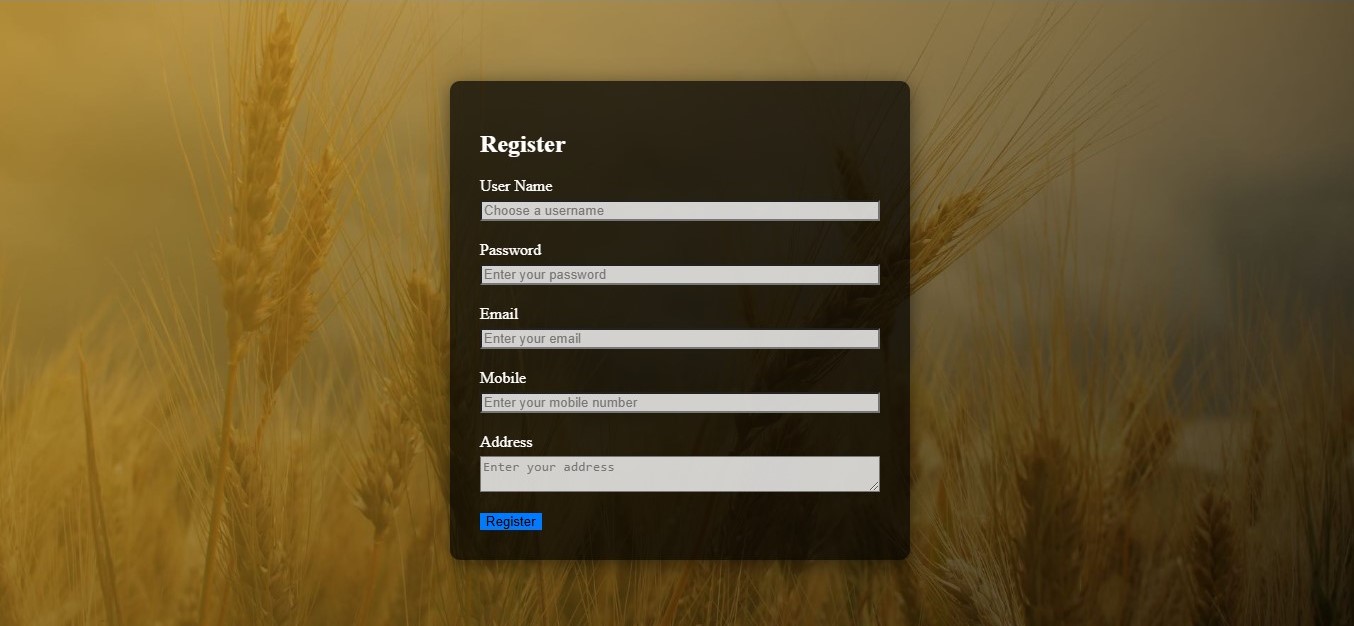 Register
User Name
Choose a username
Password
Enter your password
Email
Enter your email
Mobile
Enter your mobile number
Address
Enter your address
Register